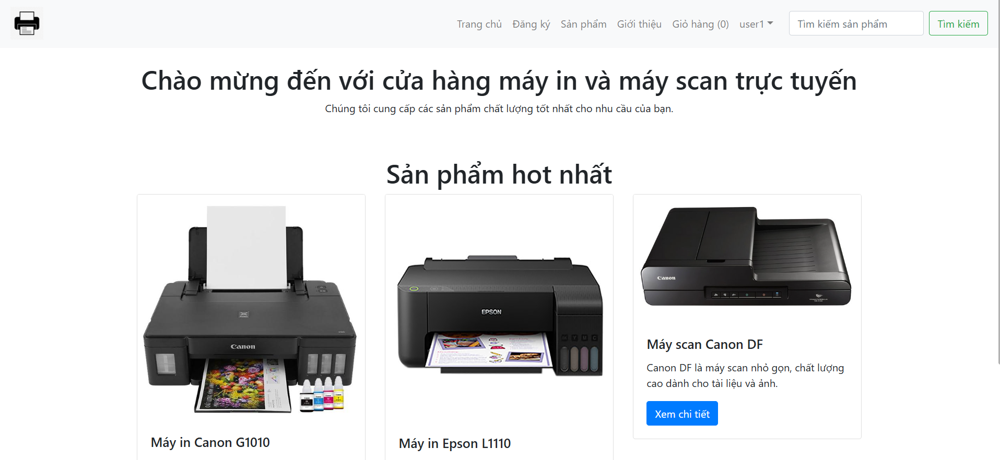 Trang chủ Đăng ký Sản phẩm Giới thiệu Giỏ hàng (0) user1 Tìm kiếm sản phẩm Tìm kiếm
Chào mừng đến với cửa hàng máy in và máy scan trực tuyến
Chúng tôi cung cấp các sản phẩm chất lượng tốt nhất cho nhu cầu của bạn.
Sản phẩm hot nhất
Canon
EPSON
Canon
Máy in Canon G1010
Máy in Epson L1110
Máy scan Canon DF
Canon DF là máy scan nhỏ gọn, chất lượng
cao dành cho tài liệu và ảnh.
Xem chi tiết